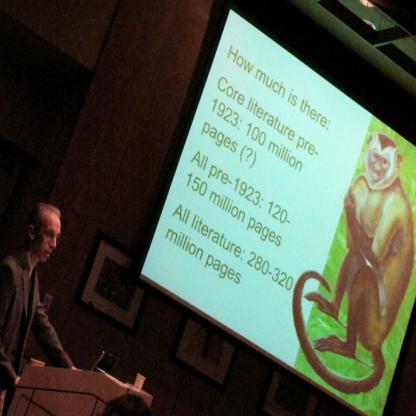 How much is there:
Core literature pre-
1923: 100 million
pages (?)
All pre-1923: 120-
150 million pages
All literature: 280-320
million pages